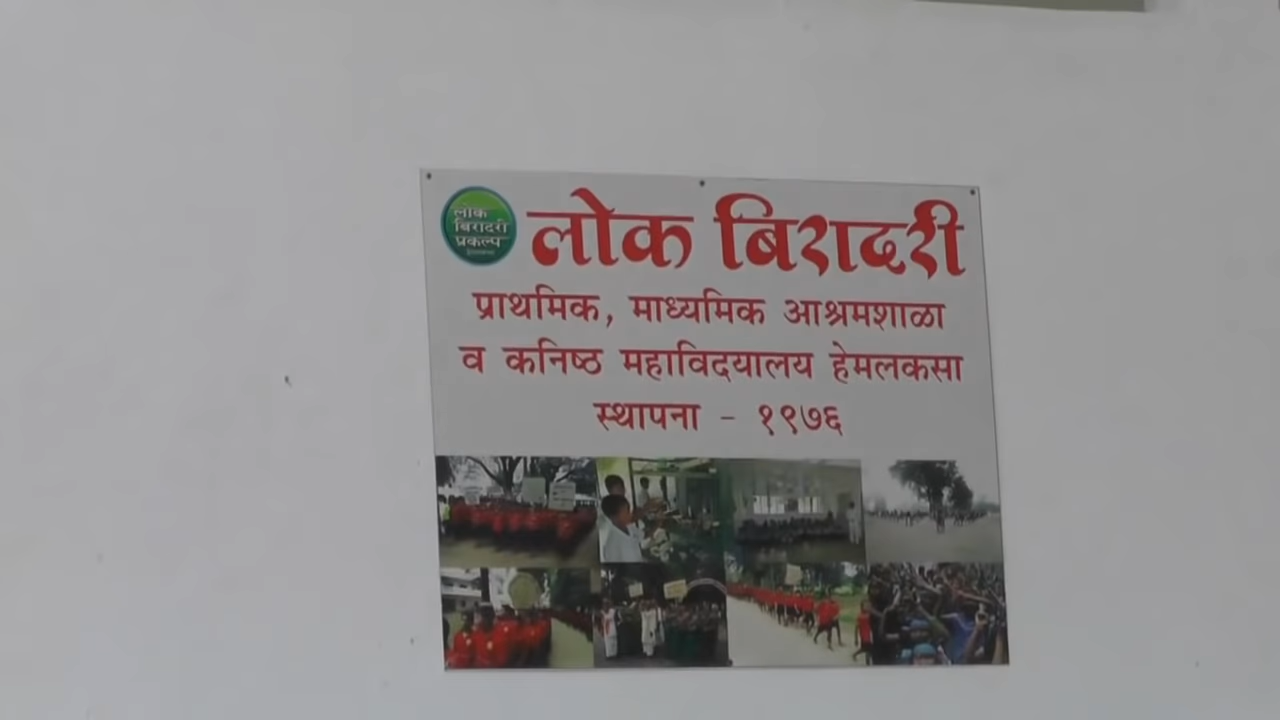 लोक
बिरादरी
प्रकल्प
लोक बिरादरी
प्राथमिक, माध्यमिक आश्रमशाळा
व कनिष्ठ महाविदयालय हेमलकसा
स्थापना - १९७६